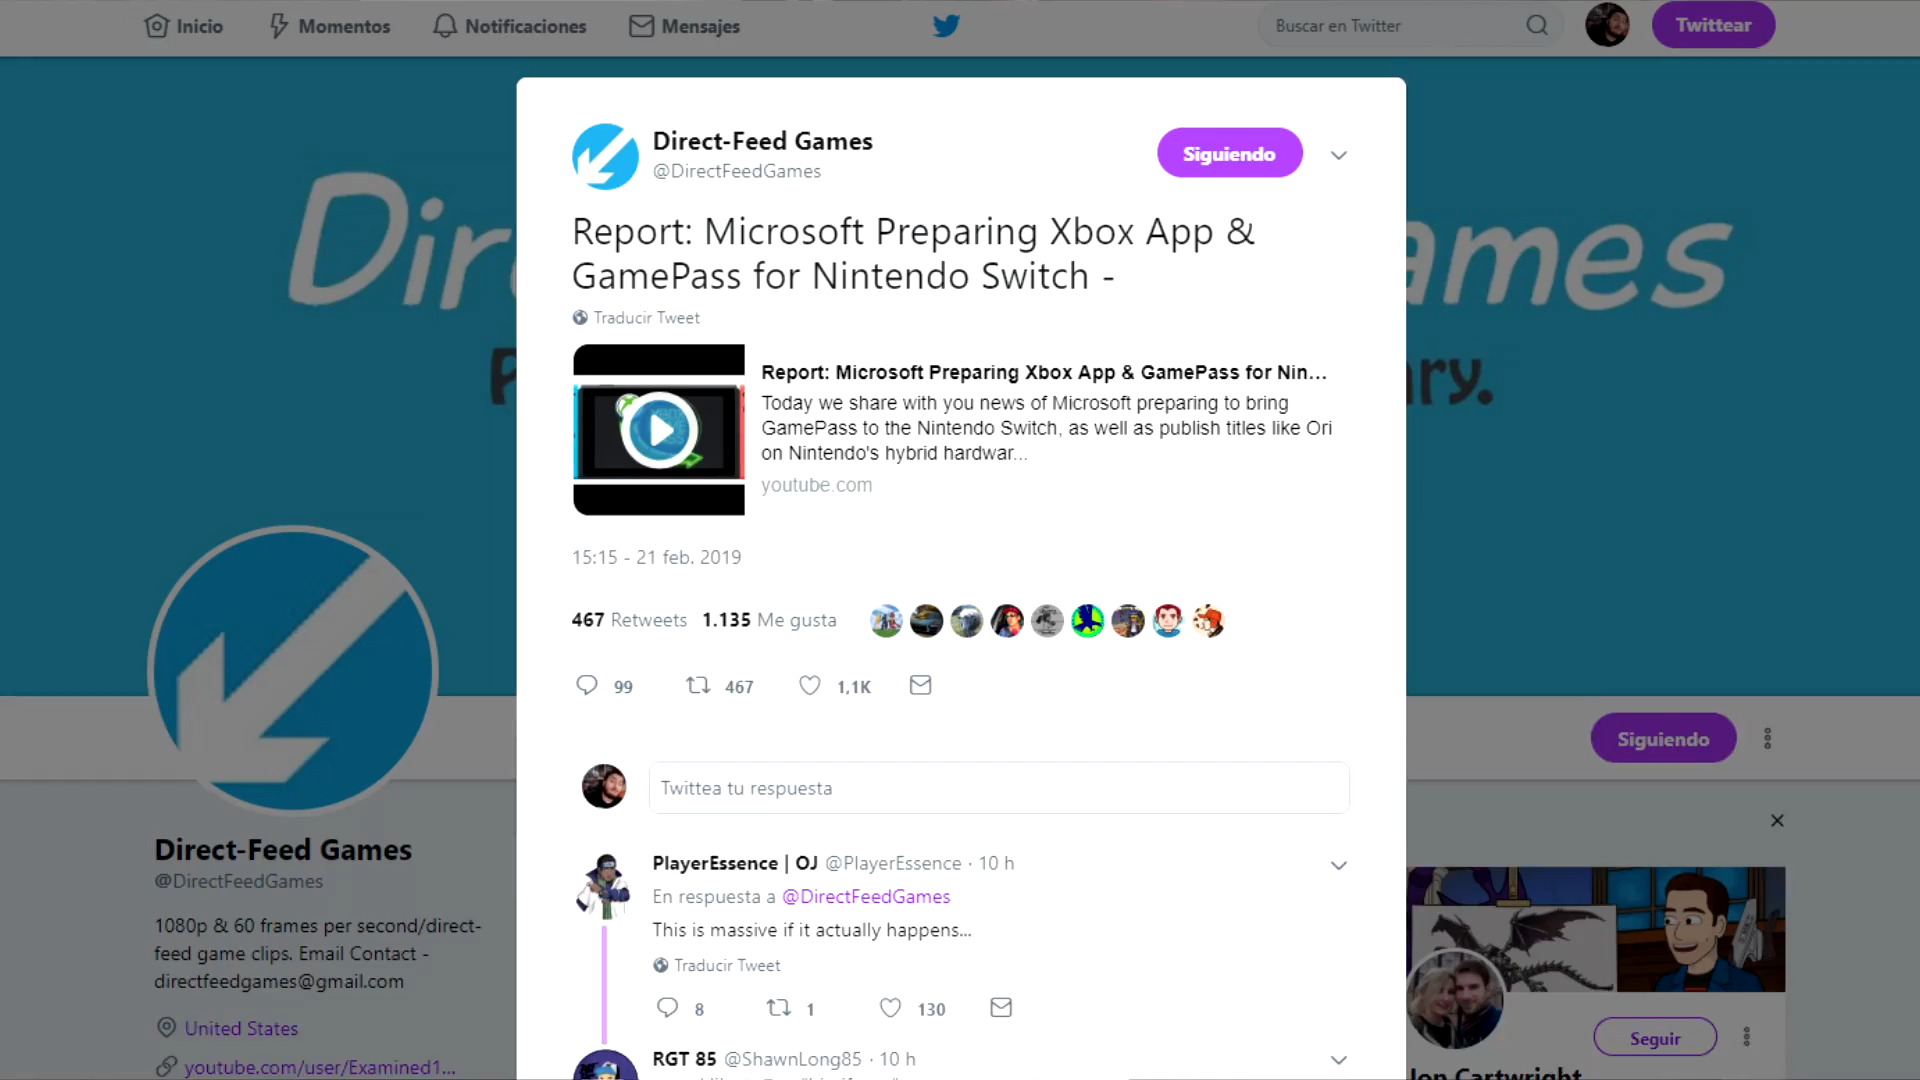 Inicio
Momentos
Notificaciones
Mensajes
Buscar en Twitter
Twittear
Direct-Feed Games
@DirectFeedGames
Siguiendo
Report: Microsoft Preparing Xbox App &
GamePass for Nintendo Switch -
Traducir Tweet
Report: Microsoft Preparing Xbox App & GamePass for Nin...
Today we share with you news of Microsoft preparing to bring
GamePass to the Nintendo Switch, as well as publish titles like Ori
on Nintendo's hybrid hardwar...
youtube.com
15:15 - 21 feb. 2019
467 Retweets 1.135 Me gusta
99 467 1,1K
Twittea tu respuesta
PlayerEssence | OJ @PlayerEssence · 10 h
En respuesta a @DirectFeedGames
This is massive if it actually happens...
Traducir Tweet
8 1 130
RGT 85 @ShawnLong85 · 10 h
Dir
ames
ry.
Siguiendo
Direct-Feed Games
@DirectFeedGames
1080p & 60 frames per second/direct-
feed game clips. Email Contact -
directfeedgames@gmail.com
United States
youtube.com/user/Examined1...
Seguir
Jon Cartwright